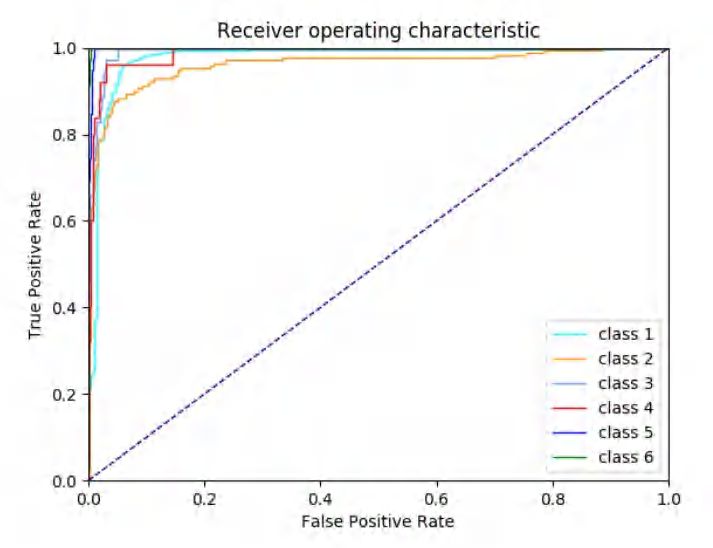 Receiver operating characteristic
1.0
0.8
0.6
0.4
0.2
0.0
True Positive Rate
class 1
class 2
class 3
class 4
class 5
class 6
0.0 0.2 0.4 0.6 0.8 1.0
False Positive Rate